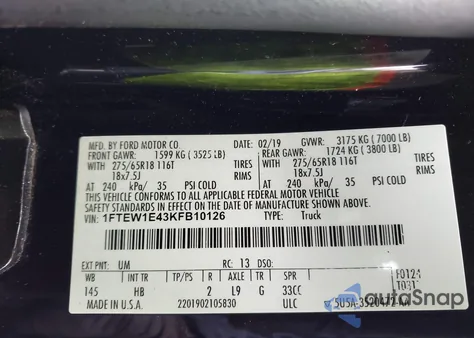 MFD. BY FORD MOTOR CO.
DATE: 02/19 GVWR: 3175 KG (7000 LB)
FRONT GAWR: 1599 KG (3525 LB) REAR GAWR: 1724 KG (3800 LB)
WITH 275/65R18 116T TIRES WITH 275/65R18 116T TIRES
18x7.5J RIMS 18x7.5J RIMS
AT 240 kPa/ 35 PSI COLD AT 240 kPa/ 35 PSI COLD
THIS VEHICLE CONFORMS TO ALL APPLICABLE FEDERAL MOTOR VEHICLE
SAFETY STANDARDS IN EFFECT ON THE DATE OF MANUFACTURE SHOWN ABOVE.
VIN: 1FTEW1E43KFB10126 TYPE: Truck
EXT PNT: UM RC: 13 DSO:
WB INT TR TP/PS R AXLE TR SPR
145 HB 2 L9 G 33CC
MADE IN U.S.A. 2201902105830 ULC
F0124
T0317
autoSnap